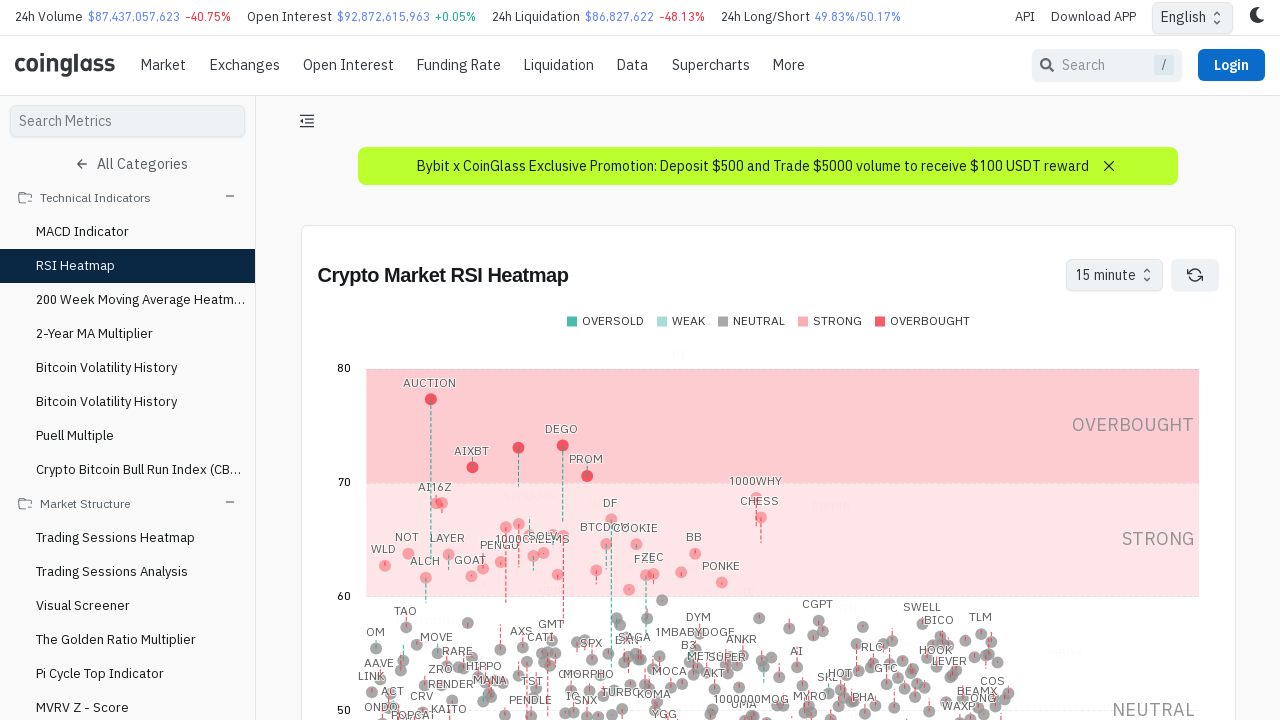 24h Volume $87,437,057,623 -40.75% Open Interest $92,872,615,963 +0.05% 24h Liquidation $86,827,622 -48.13% 24h Long/Short 49.83%/50.17% API Download APP English
coinglass Market Exchanges Open Interest Funding Rate Liquidation Data Supercharts More Search / Login
Search Metrics
All Categories
Technical Indicators
MACD Indicator
RSI Heatmap
200 Week Moving Average Heatm...
2-Year MA Multiplier
Bitcoin Volatility History
Bitcoin Volatility History
Puell Multiple
Crypto Bitcoin Bull Run Index (CB...
Market Structure
Trading Sessions Heatmap
Trading Sessions Analysis
Visual Screener
The Golden Ratio Multiplier
Pi Cycle Top Indicator
MVRV Z - Score
Bybit x CoinGlass Exclusive Promotion: Deposit $500 and Trade $5000 volume to receive $100 USDT reward
Crypto Market RSI Heatmap 15 minute
OVERSOLD WEAK NEUTRAL STRONG OVERBOUGHT
80
AUCTION
OVERBOUGHT
DEGO
AIXBT
PROM
70
1000WHY
AI16Z
CHESS
DF
COOKIE
NOT LAYER BB
STRONG
WLD
ALCH GOAT ZEC
PONKE
60
TAO CGPT SWELL
DYM TLM
BICO
GMT
OM AXS 1MBABYDOGE
MOVE CATI SAGA ANKR
SPX B3
RARE AI RLC HOOK
AAVE HIPPO SUPER LEVER
ZRO MOCA GTC
LINK MORPHO AKT HOT
RENDER MANA TST COS
ACT CRV KOMA MYRO PHA BEAMX
PENDLE SNX 1000000MOG
ONDO KAITO WAXP
50 NEUTRAL
YGG